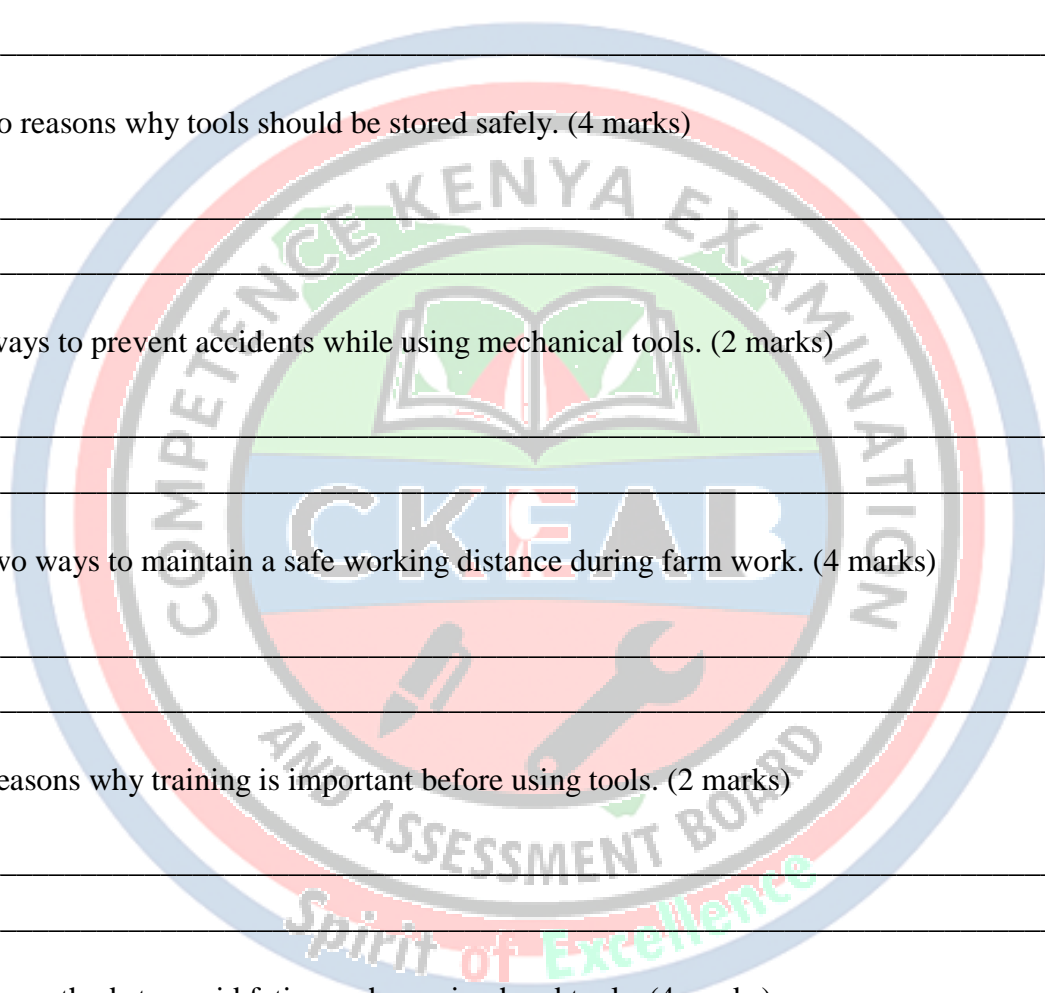 o reasons why tools should be stored safely. (4 marks)
COMPETENCE KENYA EXAMINATION
ways to prevent accidents while using mechanical tools. (2 marks)
CKEAB
wo ways to maintain a safe working distance during farm work. (4 marks)
easons why training is important before using tools. (2 marks)
AND ASSESSMENT BOARD
Spirit of Excellence